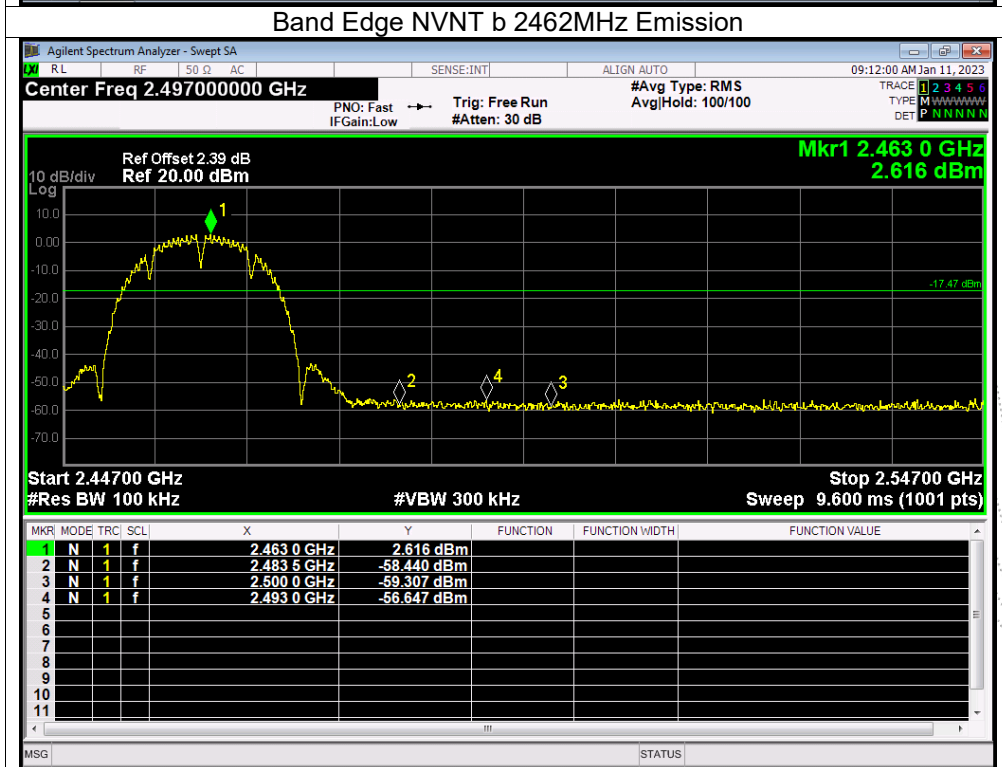 Band Edge NVNT b 2462MHz Emission
Agilent Spectrum Analyzer - Swept SA
LXI RL RF 50 Ω AC SENSE:INT ALIGN AUTO 09:12:00 AM Jan 11, 2023
Center Freq 2.497000000 GHz #Avg Type: RMS TRACE 1 2 3 4 5 6
PNO: Fast Trig: Free Run Avg|Hold: 100/100 TYPE M WWWWW
IFGain:Low #Atten: 30 dB DET P N N N N N
Mkr1 2.463 0 GHz
Ref Offset 2.39 dB
10 dB/div Ref 20.00 dBm 2.616 dBm
Log
10.0
1
0.00
-10.0
-17.47 dBm
-20.0
-30.0
-40.0
-50.0
2 4 3
-60.0
-70.0
Start 2.44700 GHz Stop 2.54700 GHz
#Res BW 100 kHz #VBW 300 kHz Sweep 9.600 ms (1001 pts)
MKR MODE TRC SCL X Y FUNCTION FUNCTION WIDTH FUNCTION VALUE
1 N 1 f 2.463 0 GHz 2.616 dBm
2 N 1 f 2.483 5 GHz -58.440 dBm
3 N 1 f 2.500 0 GHz -59.307 dBm
4 N 1 f 2.493 0 GHz -56.647 dBm
5
6
7
8
9
10
11
MSG STATUS